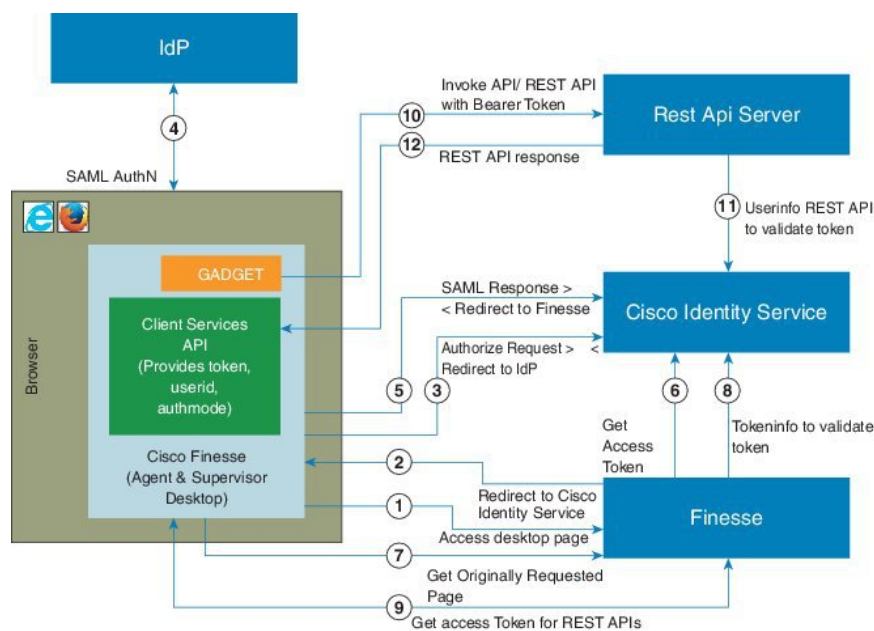 IdP
4
SAML AuthN
Browser
GADGET
Client Services
API
(Provides token,
userid,
authmode)
Cisco Finesse
(Agent & Supervisor
Desktop)
Invoke API/ REST API
with Bearer Token
10
12
REST API response
Rest Api Server
11
Userinfo REST API
to validate token
SAML Response >
< Redirect to Finesse
Cisco Identity Service
Authorize Request > <
Redirect to IdP
5
3
6
8
Get
Access
Token
Tokeninfo to validate
token
2
Redirect to Cisco
Identity Service
1
Access desktop page
Finesse
7
Get Originally Requested
Page
9
Get access Token for REST APIs